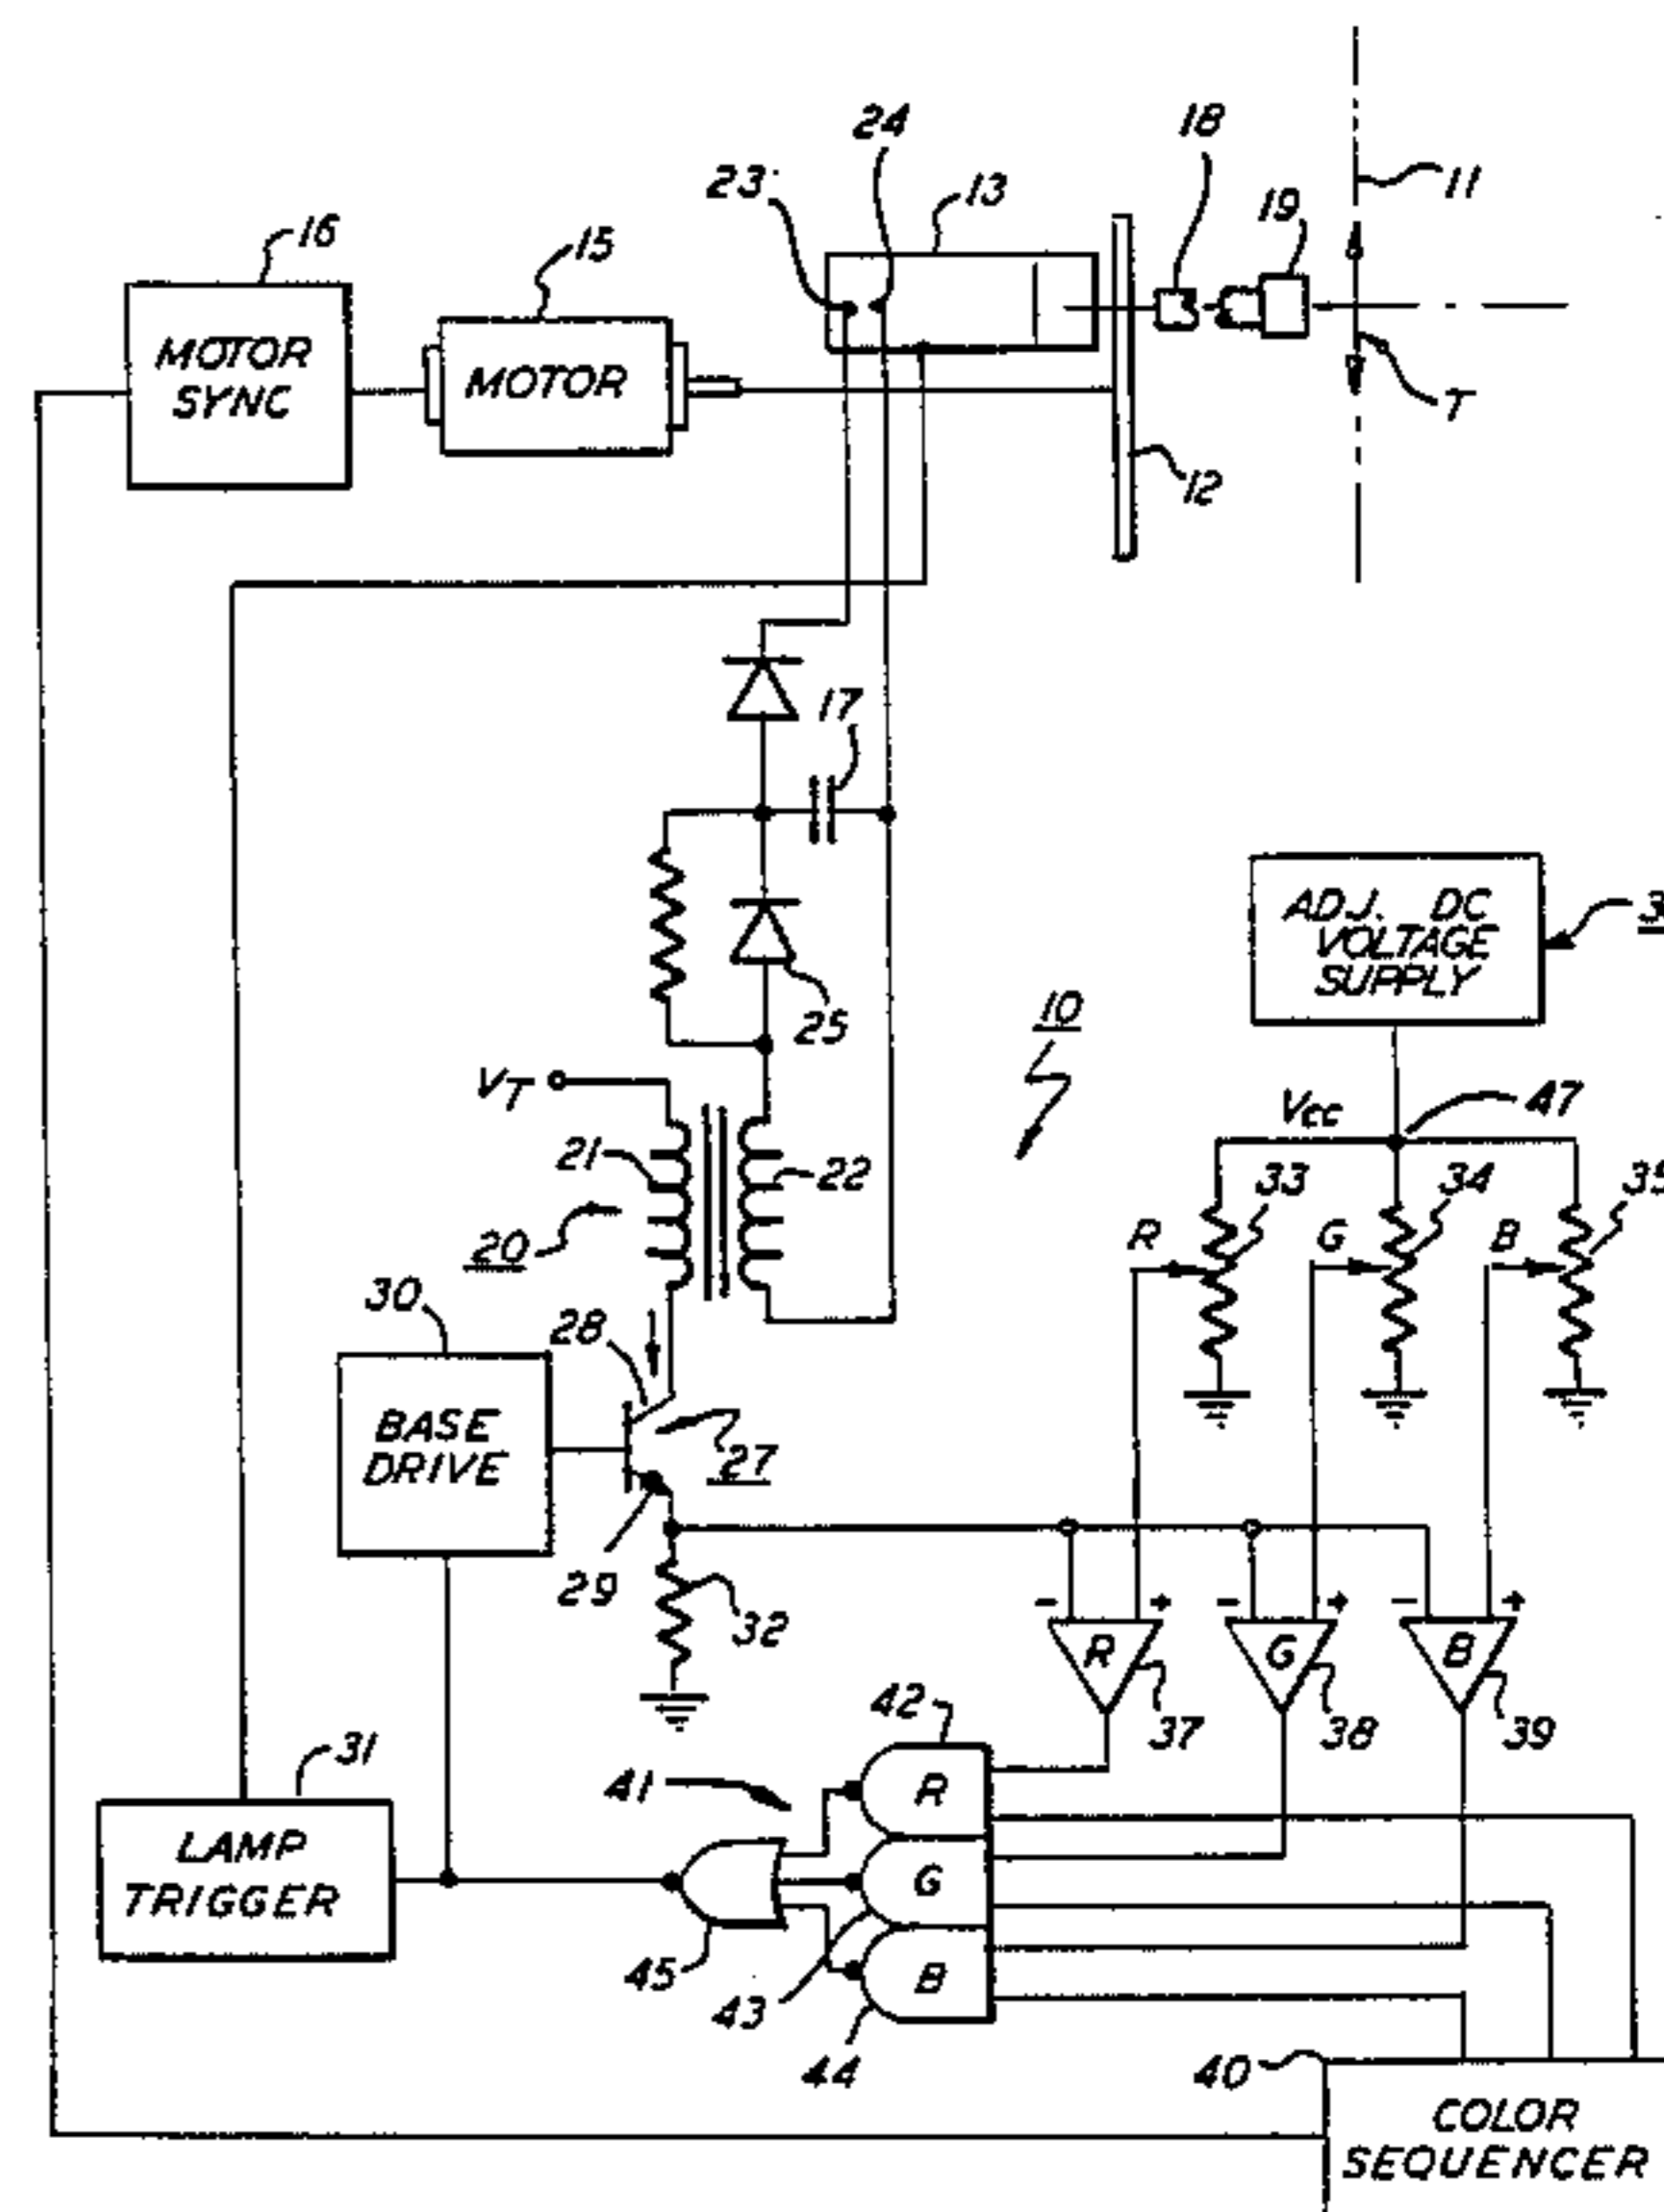 24
18
23
13
11
19
16
15
MOTOR
SYNC
MOTOR
T
12
17
ADJ. DC
VOLTAGE
SUPPLY
25
10
VT
Vcc
47
21
22
33
34
R
G
B
20
30
28
BASE
DRIVE
27
29
32
- + - + - +
R
G
B
42
37
38
39
31
41
R
LAMP
TRIGGER
G
45
B
43
44
40
COLOR
SEQUENCER